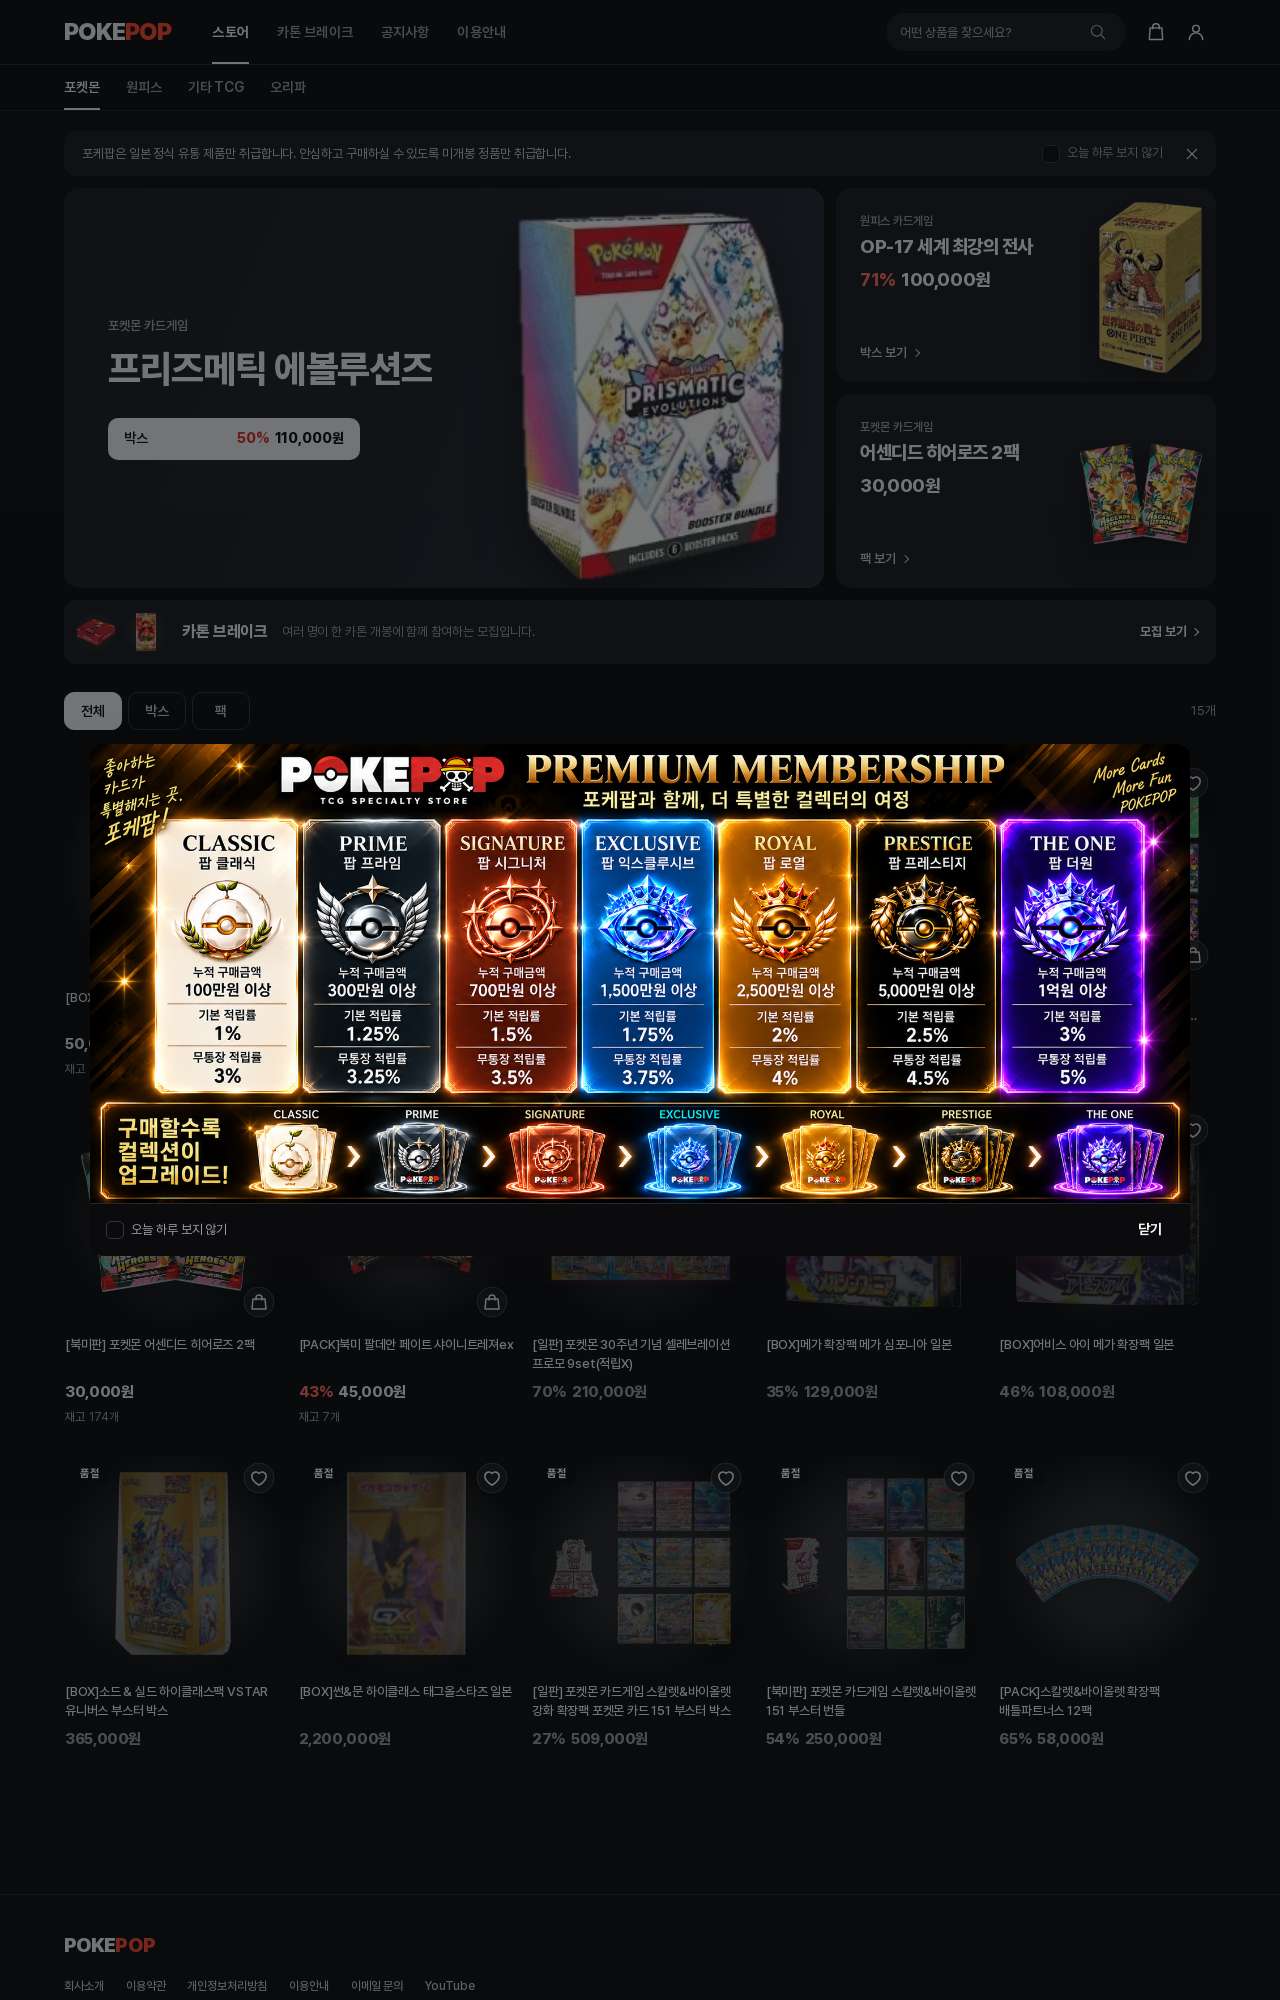 POKEPOP
스토어
카톤 브레이크
공지사항
이용안내
어떤 상품을 찾으세요?
포켓몬
원피스
기타 TCG
오리파
포케팝은 일본 정식 유통 제품만 취급합니다. 안심하고 구매하실 수 있도록 미개봉 정품만 취급합니다.
오늘 하루 보지 않기
포켓몬 카드게임
프리즈메틱 에볼루션즈
박스
50% 110,000원
Pokémon
PRISMATIC
EVOLUTIONS
BOOSTER BUNDLE
BOOSTER BUNDLE
INCLUDES 6 BOOSTER PACKS
원피스 카드게임
OP-17 세계 최강의 전사
71% 100,000원
박스 보기
世界最強の戦士
ONE PIECE
포켓몬 카드게임
어센디드 히어로즈 2팩
30,000원
팩 보기
카톤 브레이크
여러 명이 한 카톤 개봉에 함께 참여하는 모집입니다.
모집 보기
전체
박스
팩
15개
좋아하는
카드가
특별해지는 곳.
포케팝!
POKEPOP
TCG SPECIALTY STORE
PREMIUM MEMBERSHIP
포케팝과 함께, 더 특별한 컬렉터의 여정
More Cards
More Fun
POKEPOP
CLASSIC
팝 클래식
누적 구매금액
100만원 이상
기본 적립률
1%
무통장 적립률
3%
PRIME
팝 프라임
누적 구매금액
300만원 이상
기본 적립률
1.25%
무통장 적립률
3.25%
SIGNATURE
팝 시그니처
누적 구매금액
700만원 이상
기본 적립률
1.5%
무통장 적립률
3.5%
EXCLUSIVE
팝 익스클루시브
누적 구매금액
1,500만원 이상
기본 적립률
1.75%
무통장 적립률
3.75%
ROYAL
팝 로열
누적 구매금액
2,500만원 이상
기본 적립률
2%
무통장 적립률
4%
PRESTIGE
팝 프레스티지
누적 구매금액
5,000만원 이상
기본 적립률
2.5%
무통장 적립률
4.5%
THE ONE
팝 더원
누적 구매금액
1억원 이상
기본 적립률
3%
무통장 적립률
5%
구매할수록
컬렉션이
업그레이드!
CLASSIC
PRIME
SIGNATURE
EXCLUSIVE
ROYAL
PRESTIGE
THE ONE
POKEPOP
POKEPOP
POKEPOP
POKEPOP
POKEPOP
POKEPOP
오늘 하루 보지 않기
닫기
재고
[북미판] 포켓몬 어센디드 히어로즈 2팩
30,000원
재고 174개
[PACK]북미 팔데안 페이트 샤이니트레져ex
43% 45,000원
재고 7개
[일판] 포켓몬 30주년 기념 셀레브레이션
프로모 9set(적립X)
70% 210,000원
[BOX]메가 확장팩 메가 심포니아 일본
35% 129,000원
[BOX]어비스 아이 메가 확장팩 일본
46% 108,000원
품절
[BOX]소드 & 실드 하이클래스팩 VSTAR
유니버스 부스터 박스
365,000원
[BOX]썬&문 하이클래스 태그올스타즈 일본
2,200,000원
품절
[일판] 포켓몬 카드게임 스칼렛&바이올렛
강화 확장팩 포켓몬 카드 151 부스터 박스
27% 509,000원
품절
[북미판] 포켓몬 카드게임 스칼렛&바이올렛
151 부스터 번들
54% 250,000원
품절
[PACK]스칼렛&바이올렛 확장팩
배틀파트너스 12팩
65% 58,000원
품절
POKEPOP
회사소개
이용약관
개인정보처리방침
이용안내
이메일 문의
YouTube